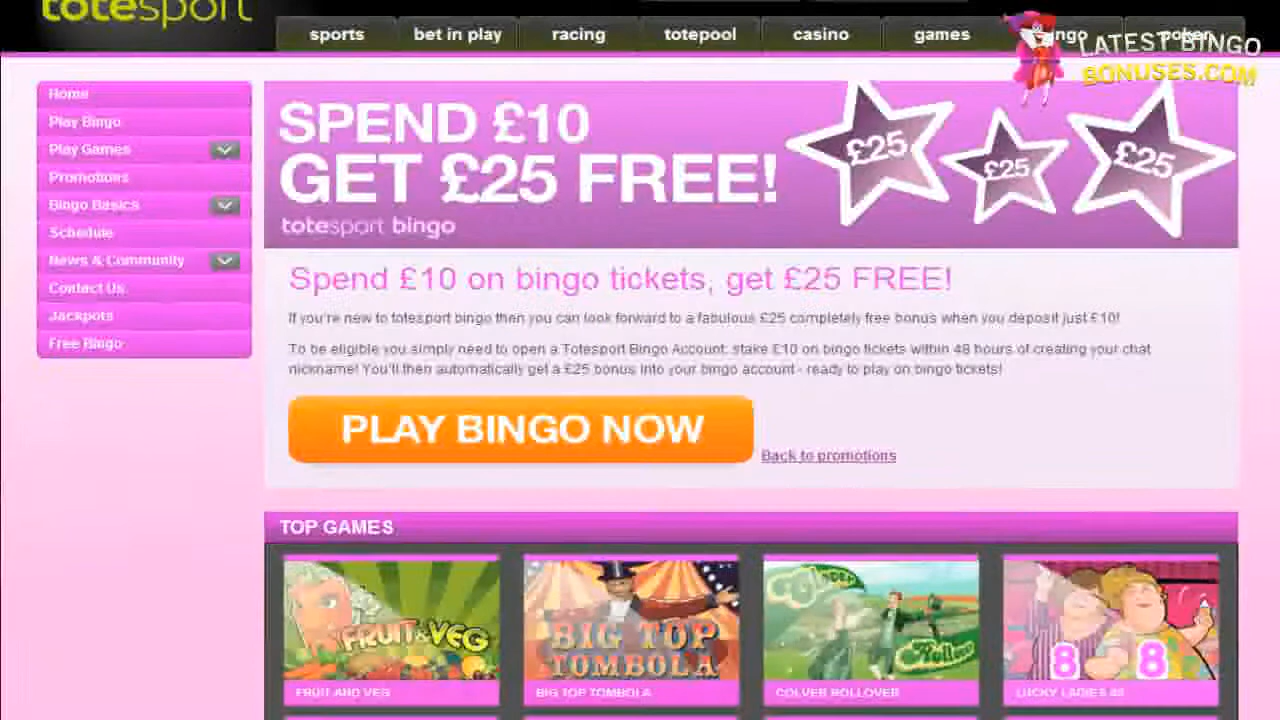 totesport
sports bet in play racing totepool casino games bingo poker
LATEST BINGO
BONUSES.COM
Home
Play Bingo
Play Games
Promotions
Bingo Basics
Schedule
News & Community
Contact Us
Jackpots
Free Bingo
SPEND £10
GET £25 FREE!
totesport bingo
£25 £25 £25
Spend £10 on bingo tickets, get £25 FREE!
If you're new to totesport bingo then you can look forward to a fabulous £25 completely free bonus when you deposit just £10!
To be eligible you simply need to open a Totesport Bingo Account, stake £10 on bingo tickets within 48 hours of creating your chat
nickname! You'll then automatically get a £25 bonus into your bingo account - ready to play on bingo tickets!
PLAY BINGO NOW
Back to promotions
TOP GAMES
FRUIT & VEG
BIG TOP
TOMBOLA
8 8
FRUIT AND VEG
BIG TOP TOMBOLA
COLVER ROLLOVER
LUCKY LADIES 88